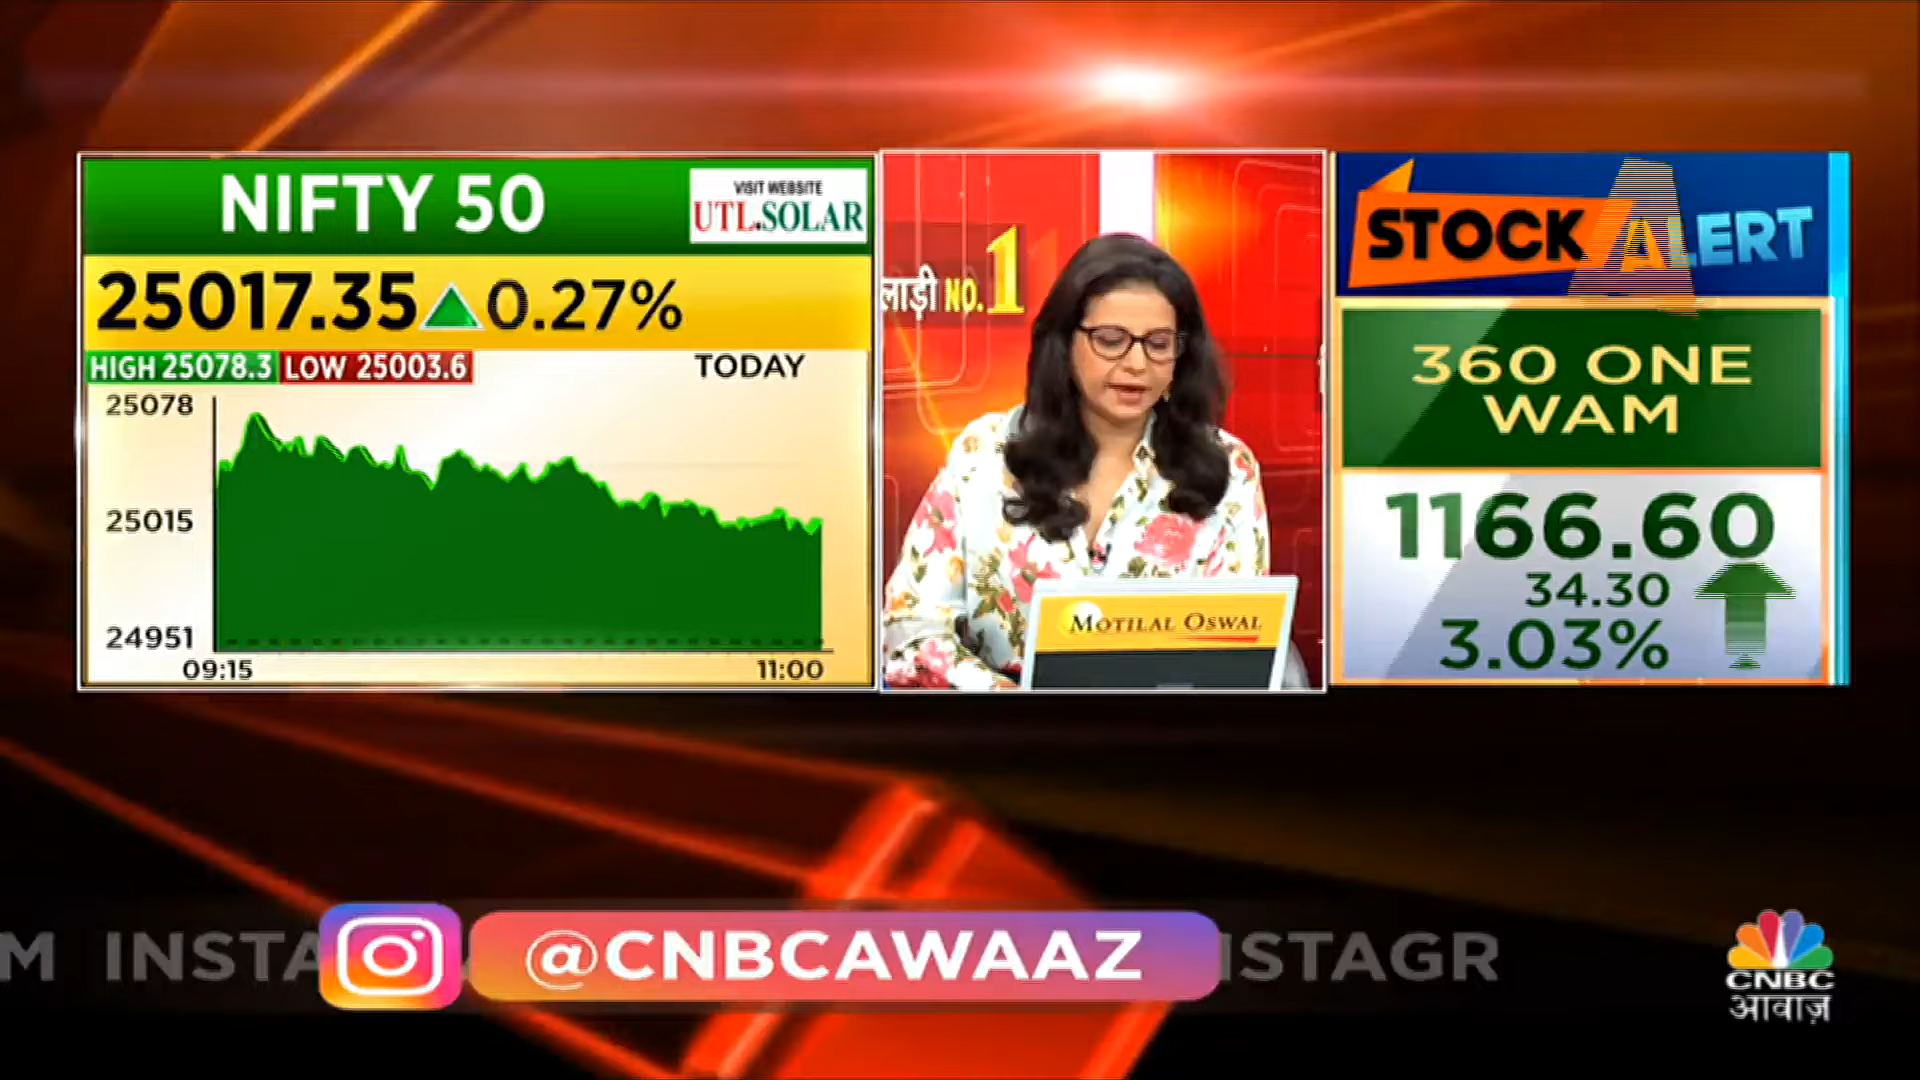 NIFTY 50
VISIT WEBSITE
UTL.SOLAR
25017.35 ▲ 0.27%
HIGH 25078.3 LOW 25003.6
TODAY
25078
25015
24951
09:15
11:00
लाड़ी NO.1
MOTILAL OSWAL
STOCK ALERT
360 ONE
WAM
1166.60
34.30
3.03%
M INSTA
@CNBCAWAAZ
STAGR
CNBC
आवाज़